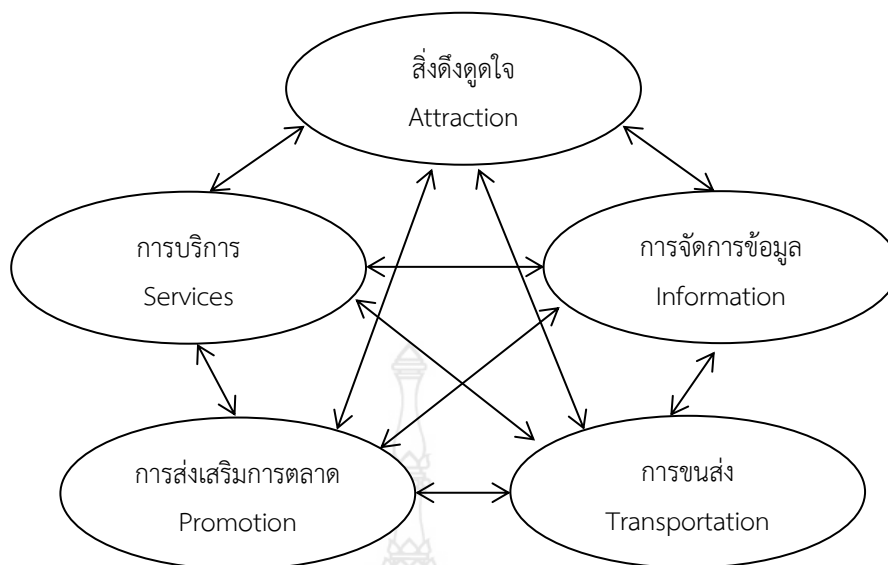 สิ่งดึงดูดใจ
Attraction
การบริการ
Services
การจัดการข้อมูล
Information
การส่งเสริมการตลาด
Promotion
การขนส่ง
Transportation